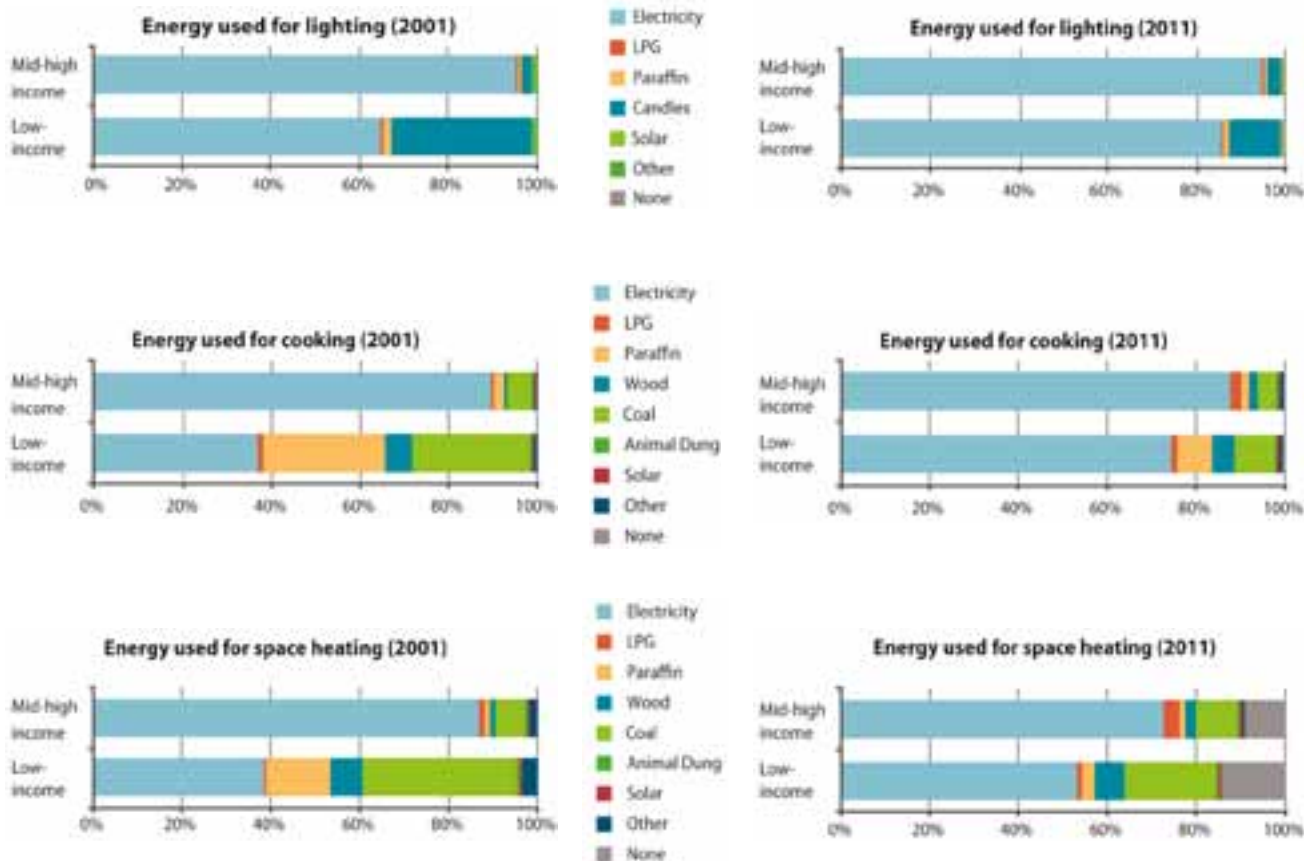 Energy used for lighting (2001)
Mid-high
income
Low-
income
0% 20% 40% 60% 80% 100%
Electricity
LPG
Paraffin
Candles
Solar
Other
None
Energy used for lighting (2011)
Mid-high
income
Low-
income
0% 20% 40% 60% 80% 100%
Energy used for cooking (2001)
Mid-high
income
Low-
income
0% 20% 40% 60% 80% 100%
Electricity
LPG
Paraffin
Wood
Coal
Animal Dung
Solar
Other
None
Energy used for cooking (2011)
Mid-high
income
Low-
income
0% 20% 40% 60% 80% 100%
Energy used for space heating (2001)
Mid-high
income
Low-
income
0% 20% 40% 60% 80% 100%
Electricity
LPG
Paraffin
Wood
Coal
Animal Dung
Solar
Other
None
Energy used for space heating (2011)
Mid-high
income
Low-
income
0% 20% 40% 60% 80% 100%